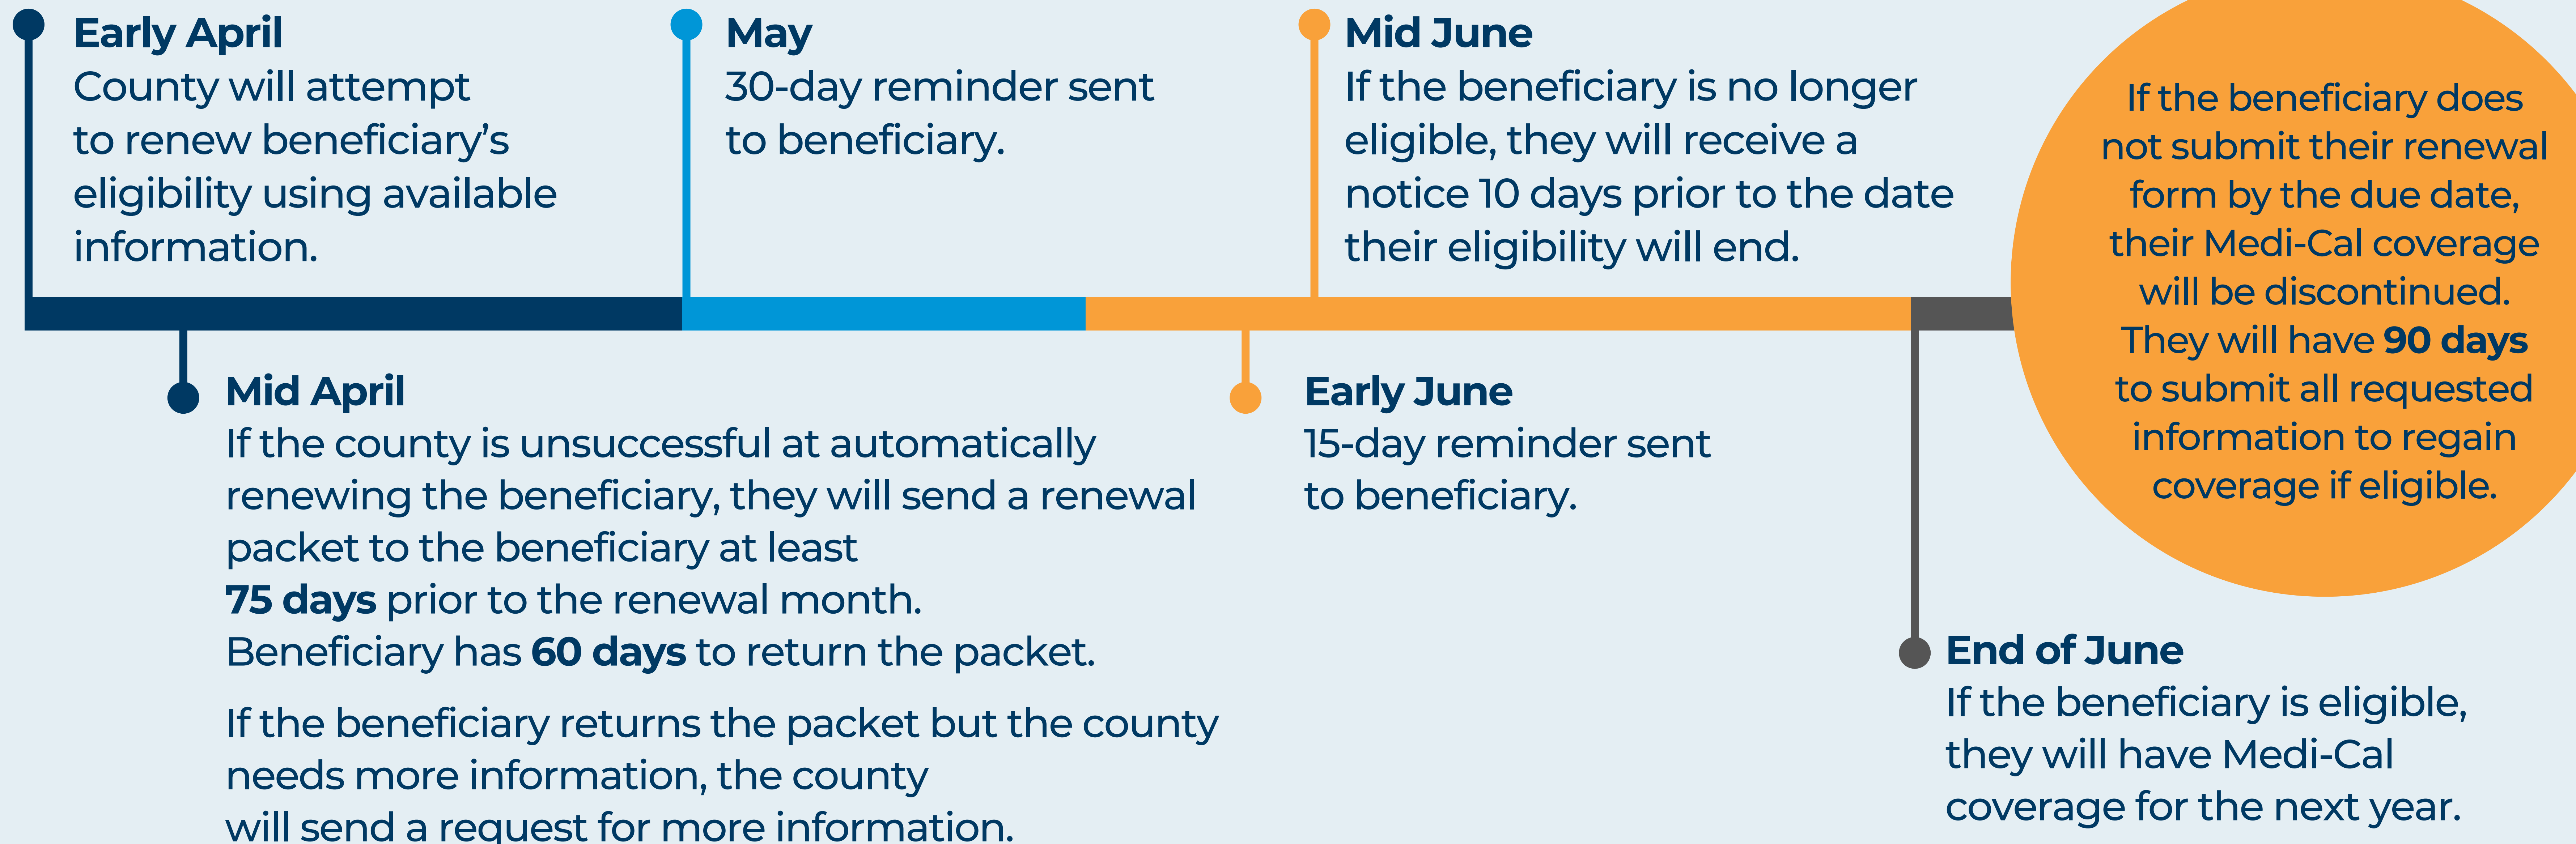 Early April
County will attempt
to renew beneficiary's
eligibility using available
information.
May
30-day reminder sent
to beneficiary.
Mid June
If the beneficiary is no longer
eligible, they will receive a
notice 10 days prior to the date
their eligibility will end.
If the beneficiary does
not submit their renewal
form by the due date,
their Medi-Cal coverage
will be discontinued.
They will have 90 days
to submit all requested
information to regain
coverage if eligible.
Mid April
If the county is unsuccessful at automatically
renewing the beneficiary, they will send a renewal
packet to the beneficiary at least
75 days prior to the renewal month.
Beneficiary has 60 days to return the packet.
If the beneficiary returns the packet but the county
needs more information, the county
will send a request for more information.
Early June
15-day reminder sent
to beneficiary.
End of June
If the beneficiary is eligible,
they will have Medi-Cal
coverage for the next year.